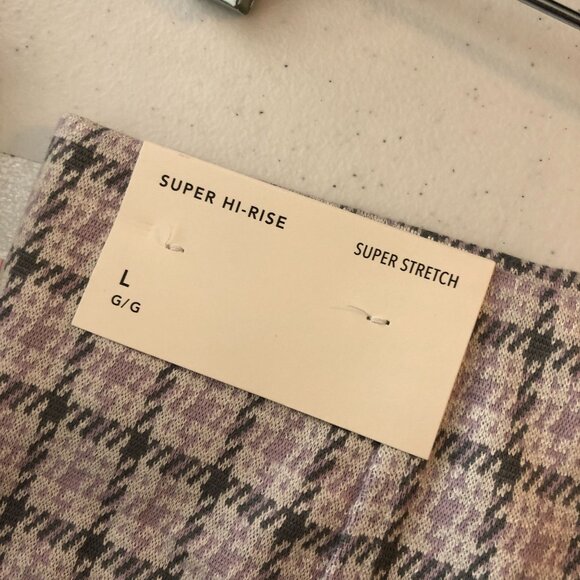 SUPER HI-RISE
SUPER STRETCH
L
G/G